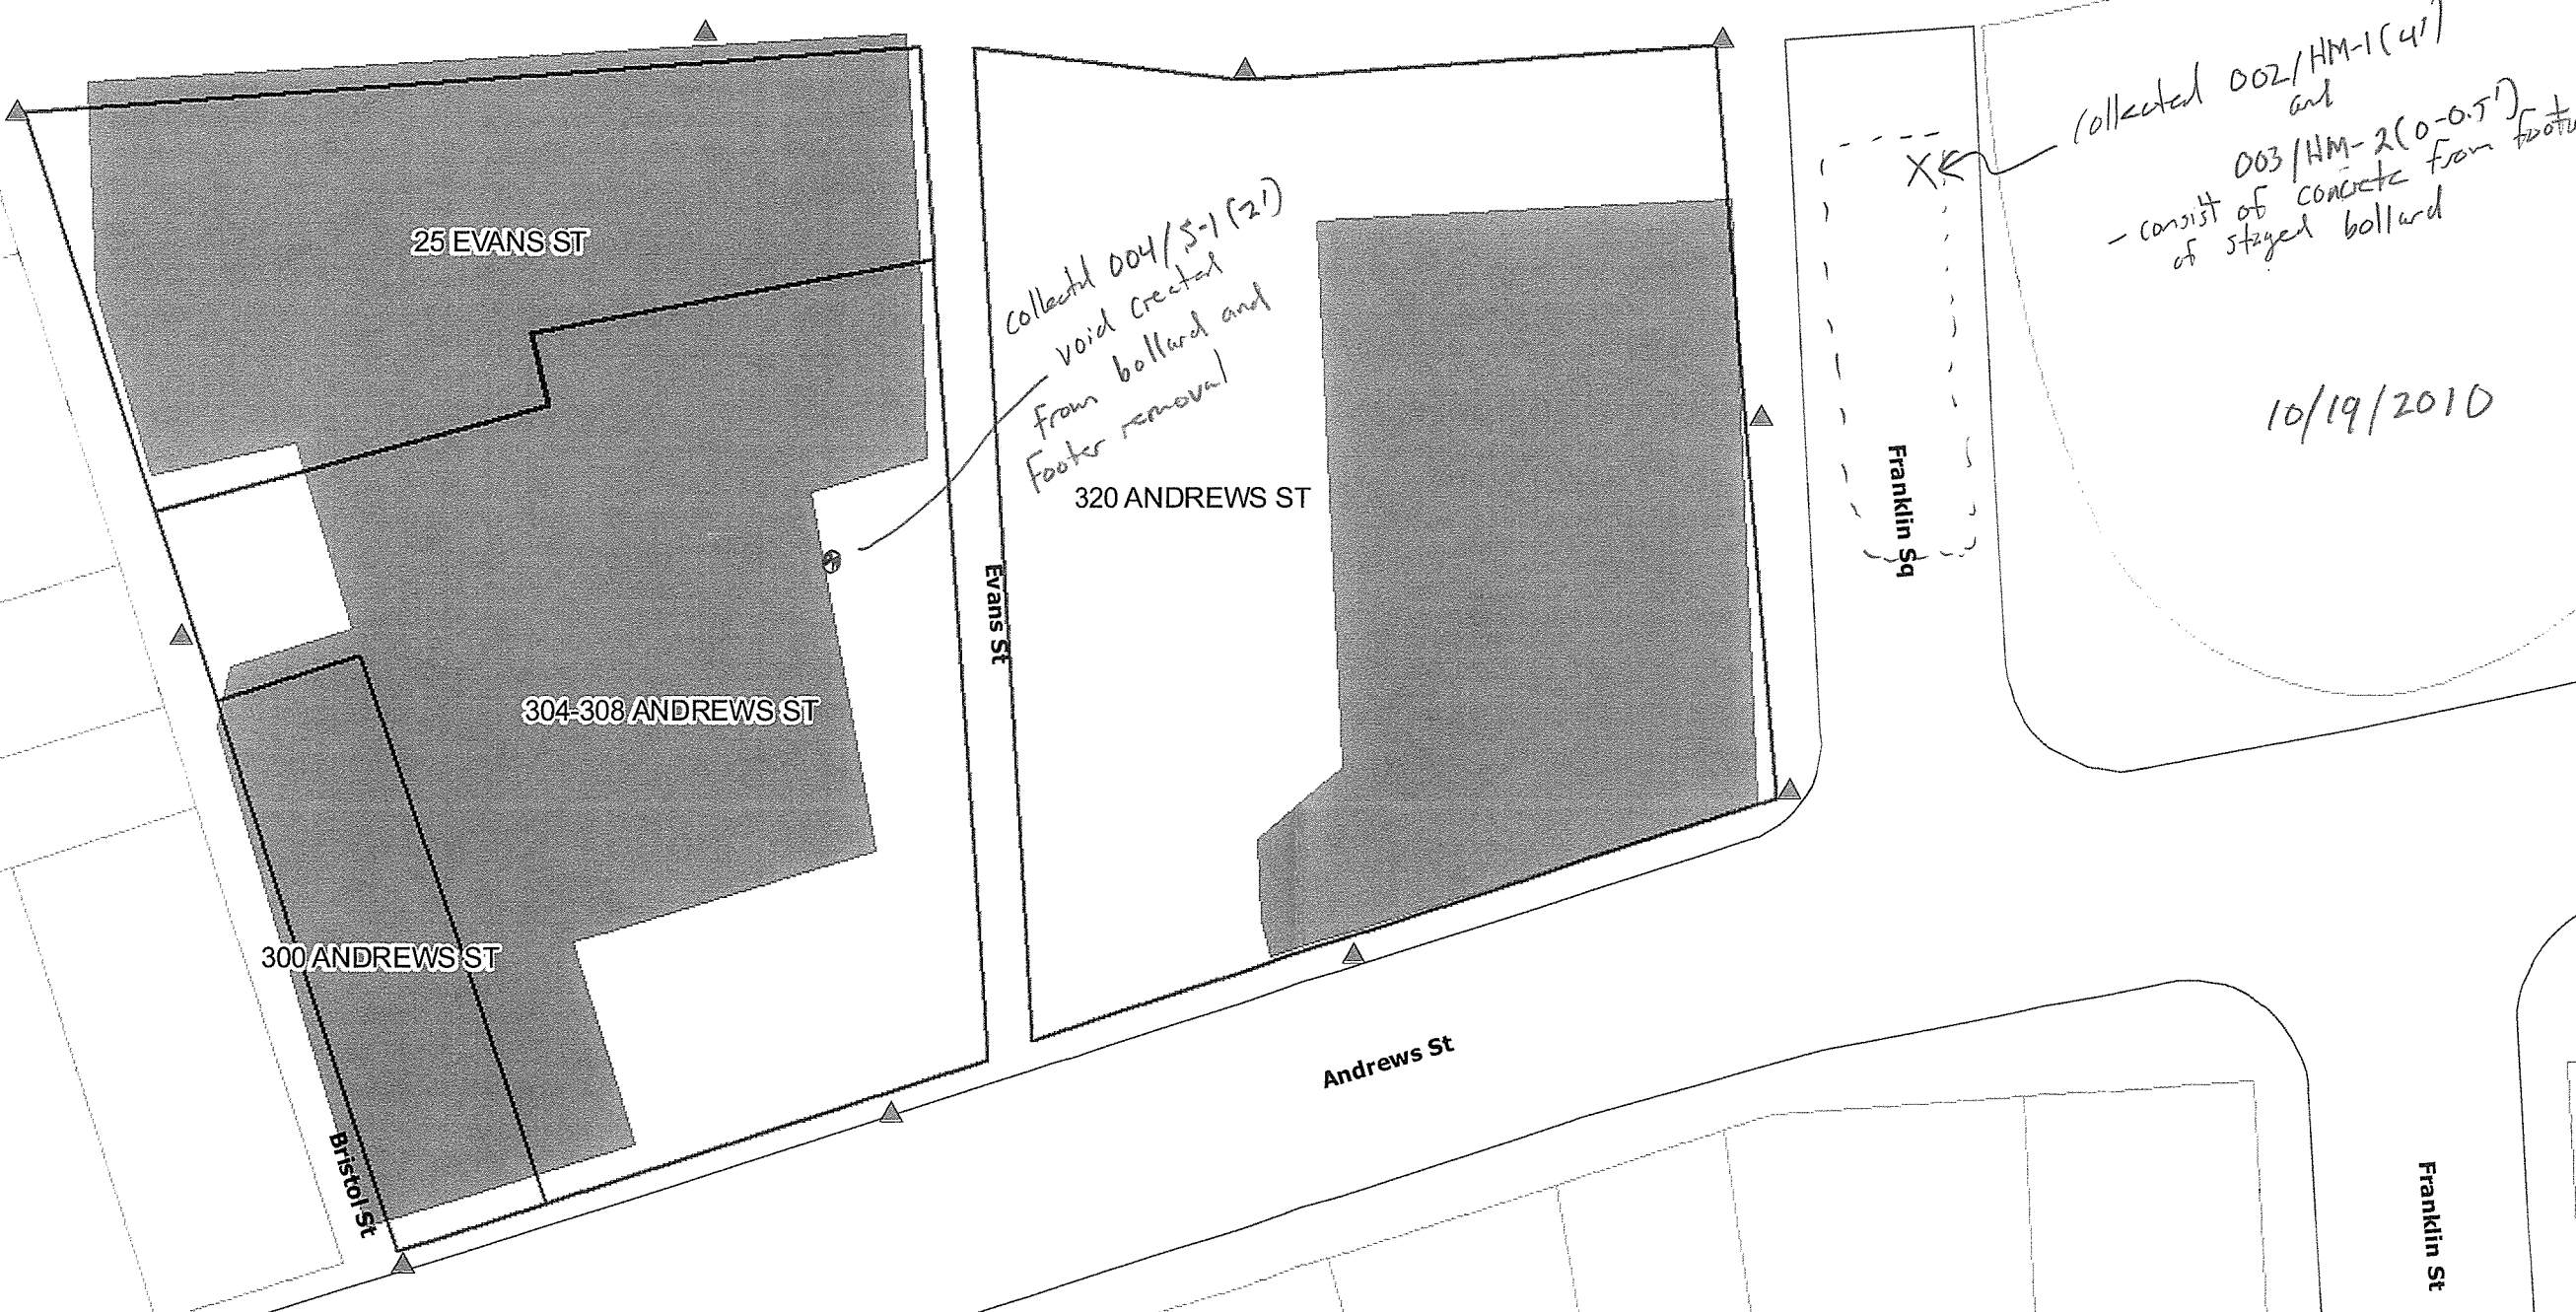 collected 002/HM-1(4')
and
003/HM-2(0-0.5')
- consist of concrete from
of staged bollard
10/19/2010
25 EVANS ST
collectd 004/S-1(2')
void created
from bollard and
Footer removal
320 ANDREWS ST
Franklin Sq
Evans St
304-308 ANDREWS ST
300 ANDREWS ST
Andrews St
Bristol St
Franklin St